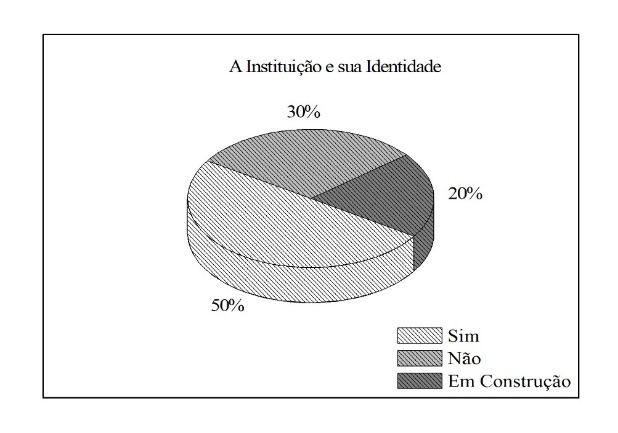 A Instituição e sua Identidade
30%
20%
50%
Sim
Não
Em Construção